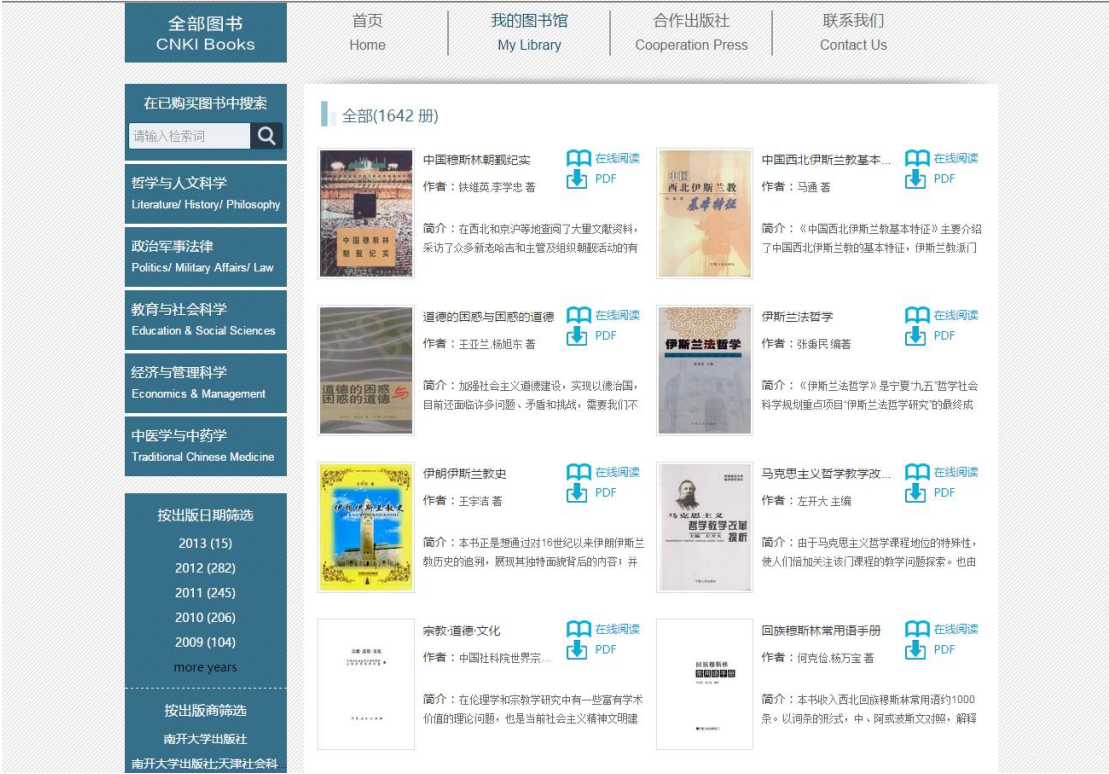 全部图书
CNKI Books
首页
Home
我的图书馆
My Library
合作出版社
Cooperation Press
联系我们
Contact Us
在已购买图书中搜索
请输入检索词
哲学与人文科学
Literature/ History/ Philosophy
政治军事法律
Politics/ Military Affairs/ Law
教育与社会科学
Education & Social Sciences
经济与管理科学
Economics & Management
中医学与中药学
Traditional Chinese Medicine
按出版日期筛选
2013 (15)
2012 (282)
2011 (245)
2010 (206)
2009 (104)
more years
按出版商筛选
南开大学出版社
南开大学出版社;天津社会科...
全部(1642 册)
中国穆斯林
朝觐纪实
中国穆斯林朝觐纪实
在线阅读
PDF
作者：铁维英,李学忠 著
简介：在西北和京沪等地查阅了大量文献资料，
采访了众多新老哈吉和主管及组织朝觐活动的有
中国
西北伊斯兰教
基本特征
中国西北伊斯兰教基本...
在线阅读
PDF
作者：马通 著
简介：《中国西北伊斯兰教基本特征》主要介绍
了中国西北伊斯兰教的基本特征，伊斯兰教派门
道德的困惑与
困惑的道德
道德的困惑与困惑的道德
在线阅读
PDF
作者：王亚兰,杨旭东 著
简介：加强社会主义道德建设，实现以德治国，
目前还面临许多问题、矛盾和挑战，需要我们不
伊斯兰法哲学
伊斯兰法哲学
在线阅读
PDF
作者：张秉民 编著
简介：《伊斯兰法哲学》是宁夏“九五”哲学社会
科学规划重点项目“伊斯兰法哲学研究”的最终成
伊朗伊斯兰教史
伊朗伊斯兰教史
在线阅读
PDF
作者：王宇洁 著
简介：本书正是想通过对16世纪以来伊朗伊斯兰
教历史的追溯，展现其独特面貌背后的内容；并
马克思主义
哲学教学改革
探析
马克思主义哲学教学改...
在线阅读
PDF
作者：左开大 主编
简介：由于马克思主义哲学课程地位的特殊性，
使人们倍加关注该门课程的教学问题探索。也由
宗教·道德·文化
宗教·道德·文化
在线阅读
PDF
作者：中国社科院世界宗...
简介：在伦理学和宗教学研究中有一些富有学术
价值的理论问题，也是当前社会主义精神文明建
回族穆斯林
常用语手册
回族穆斯林常用语手册
在线阅读
PDF
作者：何克俭,杨万宝 著
简介：本书收入西北回族穆斯林常用语约1000
条。以词条的形式，中、阿或波斯文对照，解释